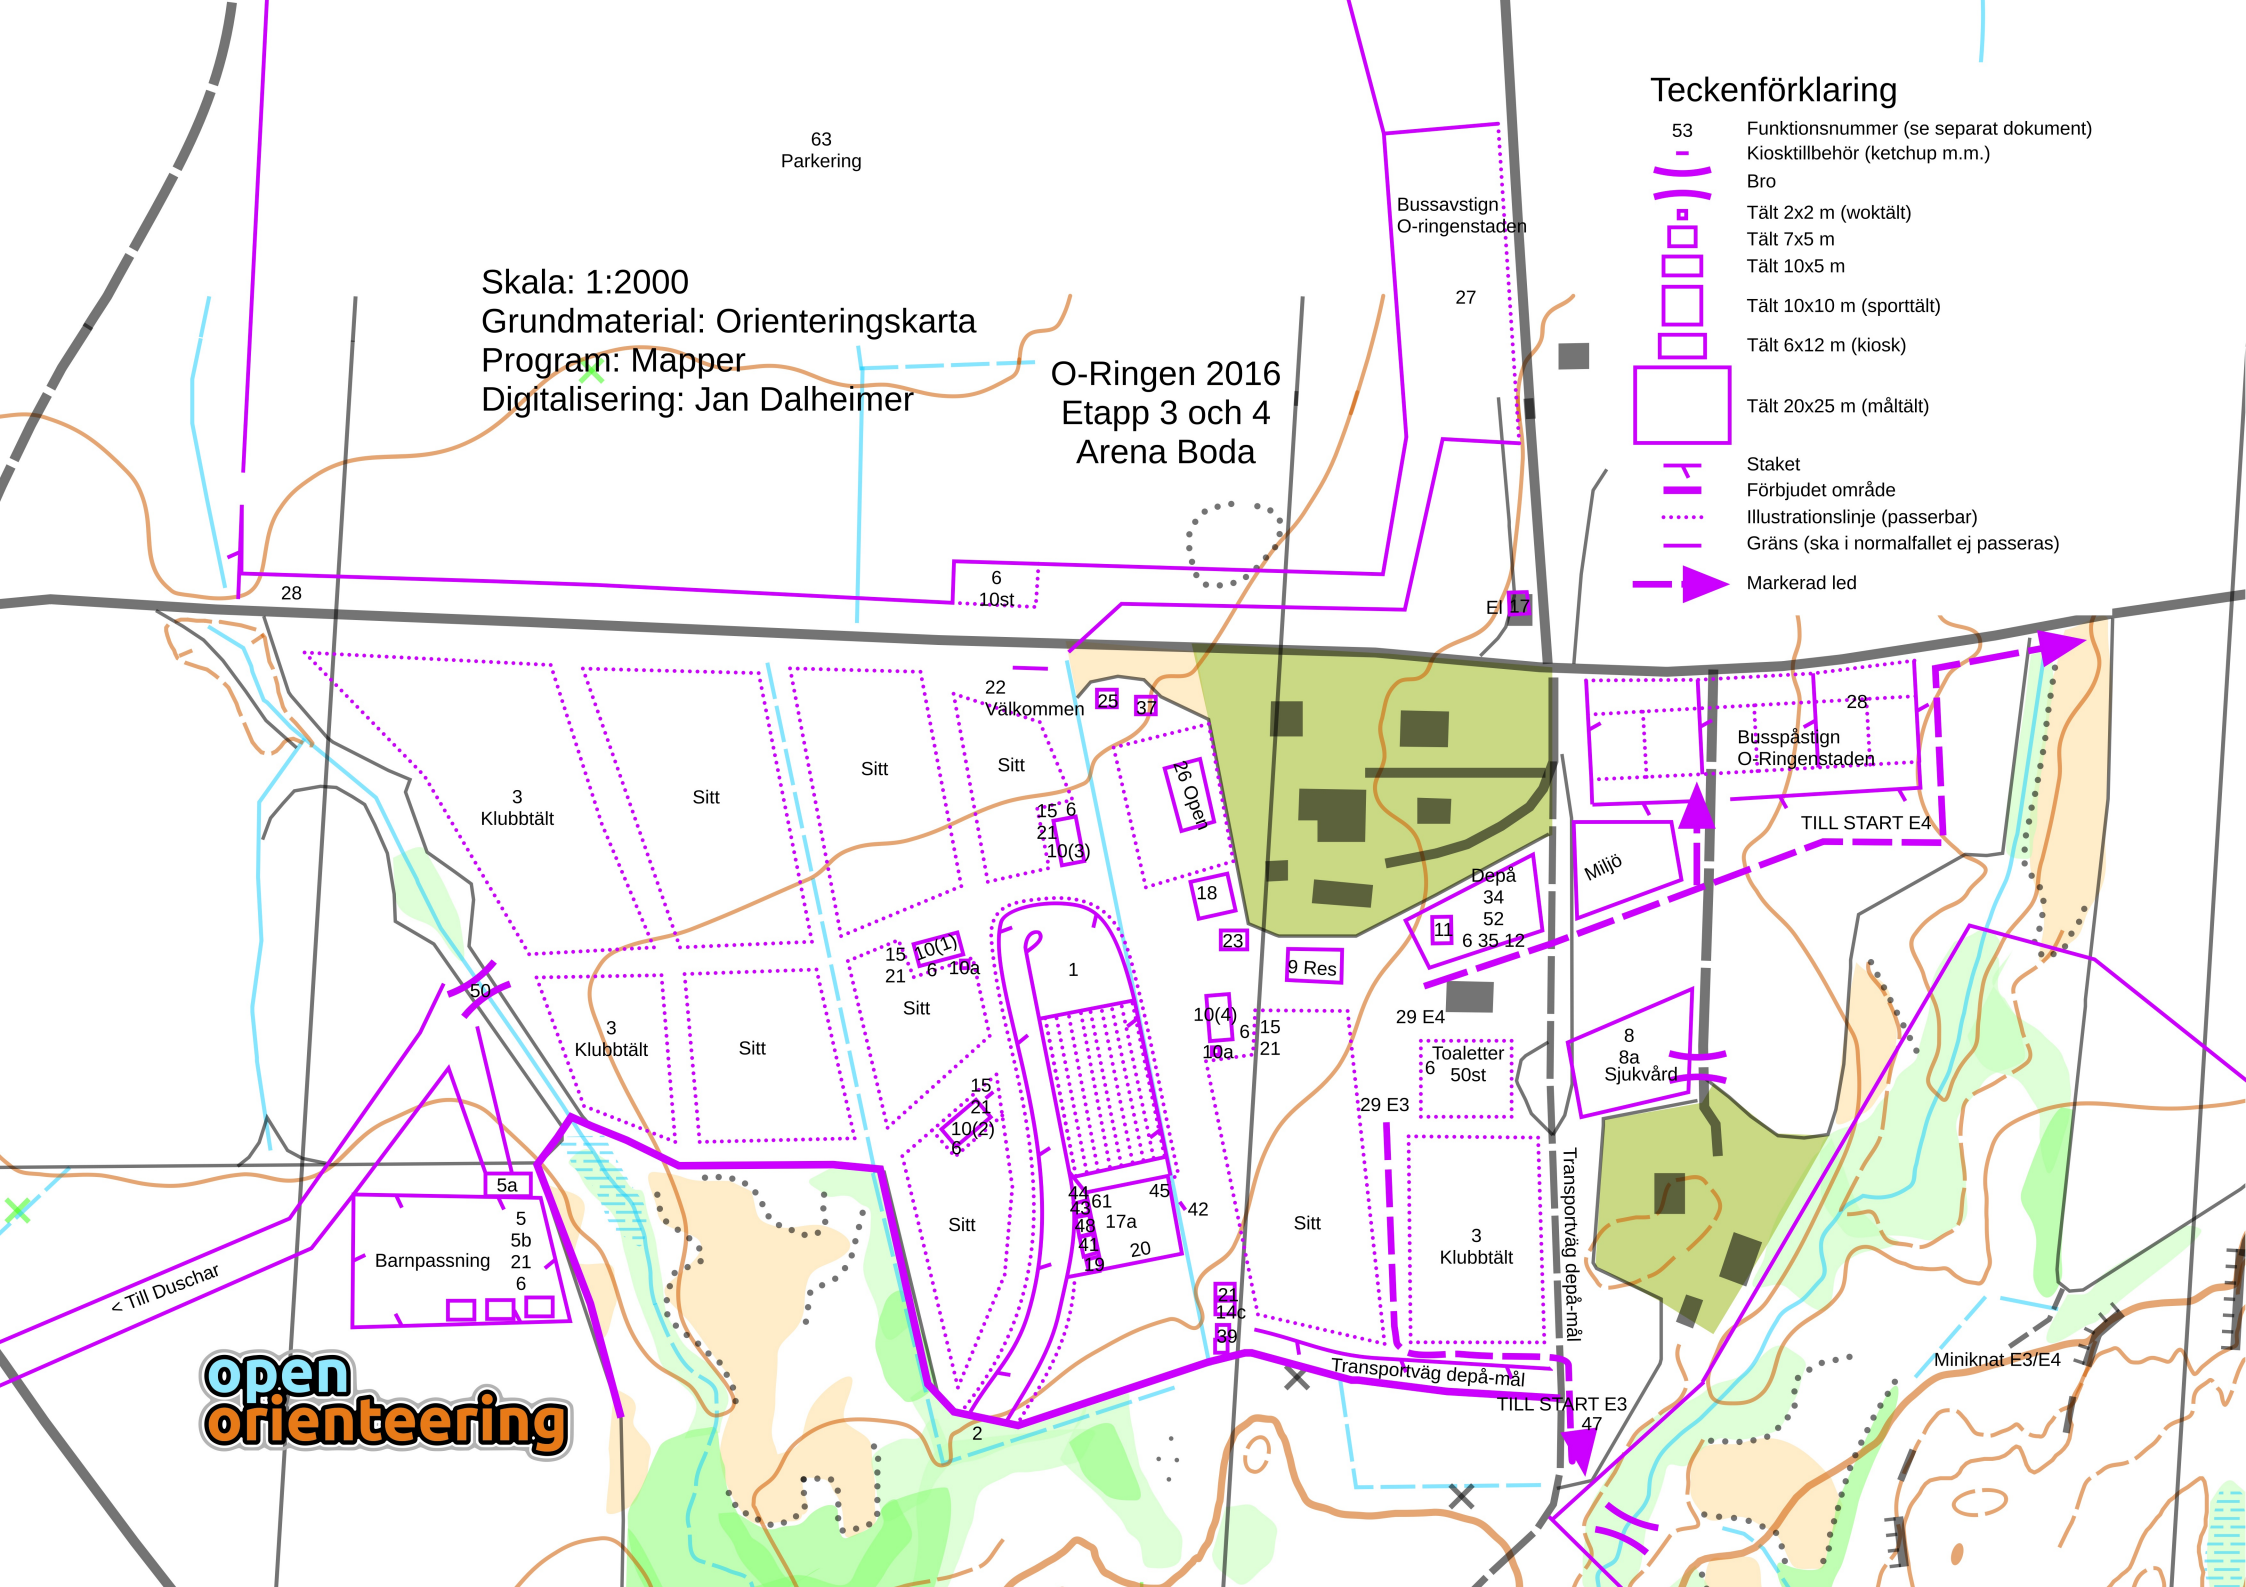 Teckenförklaring
53
Funktionsnummer (se separat dokument)
Kiosktillbehör (ketchup m.m.)
Bro
Tält 2x2 m (woktält)
Tält 7x5 m
Tält 10x5 m
Tält 10x10 m (sporttält)
Tält 6x12 m (kiosk)
Tält 20x25 m (måltält)
Staket
Förbjudet område
Illustrationslinje (passerbar)
Gräns (ska i normalfallet ej passeras)
Markerad led
63
Parkering
Bussavstign
O-ringenstaden
27
Skala: 1:2000
Grundmaterial: Orienteringskarta
Program: Mapper
Digitalisering: Jan Dalheimer
O-Ringen 2016
Etapp 3 och 4
Arena Boda
28
6
10st
El
17
22
Välkommen
25
37
28
Busspåstign
O-Ringenstaden
3
Klubbtält
Sitt
Sitt
Sitt
26 Open
15
21
6
10(3)
TILL START E4
Miljö
Depå
34
52
6 35 12
11
18
23
9 Res
15
21
10(1)
6
10a
Sitt
1
50
3
Klubbtält
Sitt
10(4)
6
10a
15
21
29 E4
Toaletter
50st
6
8
8a
Sjukvård
29 E3
15
21
10(2)
6
Sitt
44
43
48
41
19
61
17a
20
45
42
Sitt
3
Klubbtält
Transportväg depå-mål
5a
5
5b
21
6
Barnpassning
< Till Duschar
21
14c
39
Transportväg depå-mål
TILL START E3
47
Miniknat E3/E4
2
open
orienteering